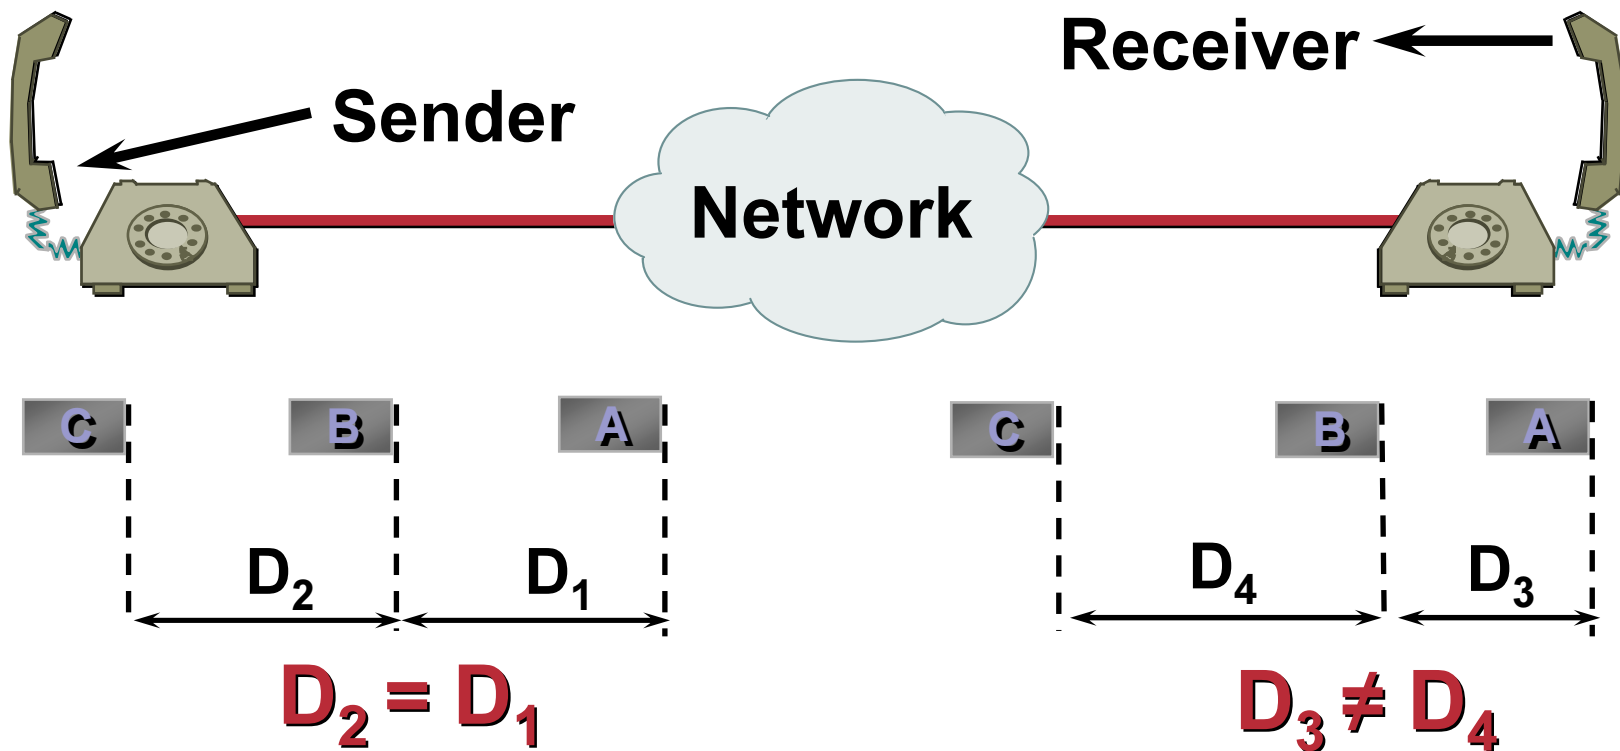 Receiver
Sender
Network
C B A C B A
D₂ D₁ D₄ D₃
D₂ = D₁ D₃ ≠ D₄